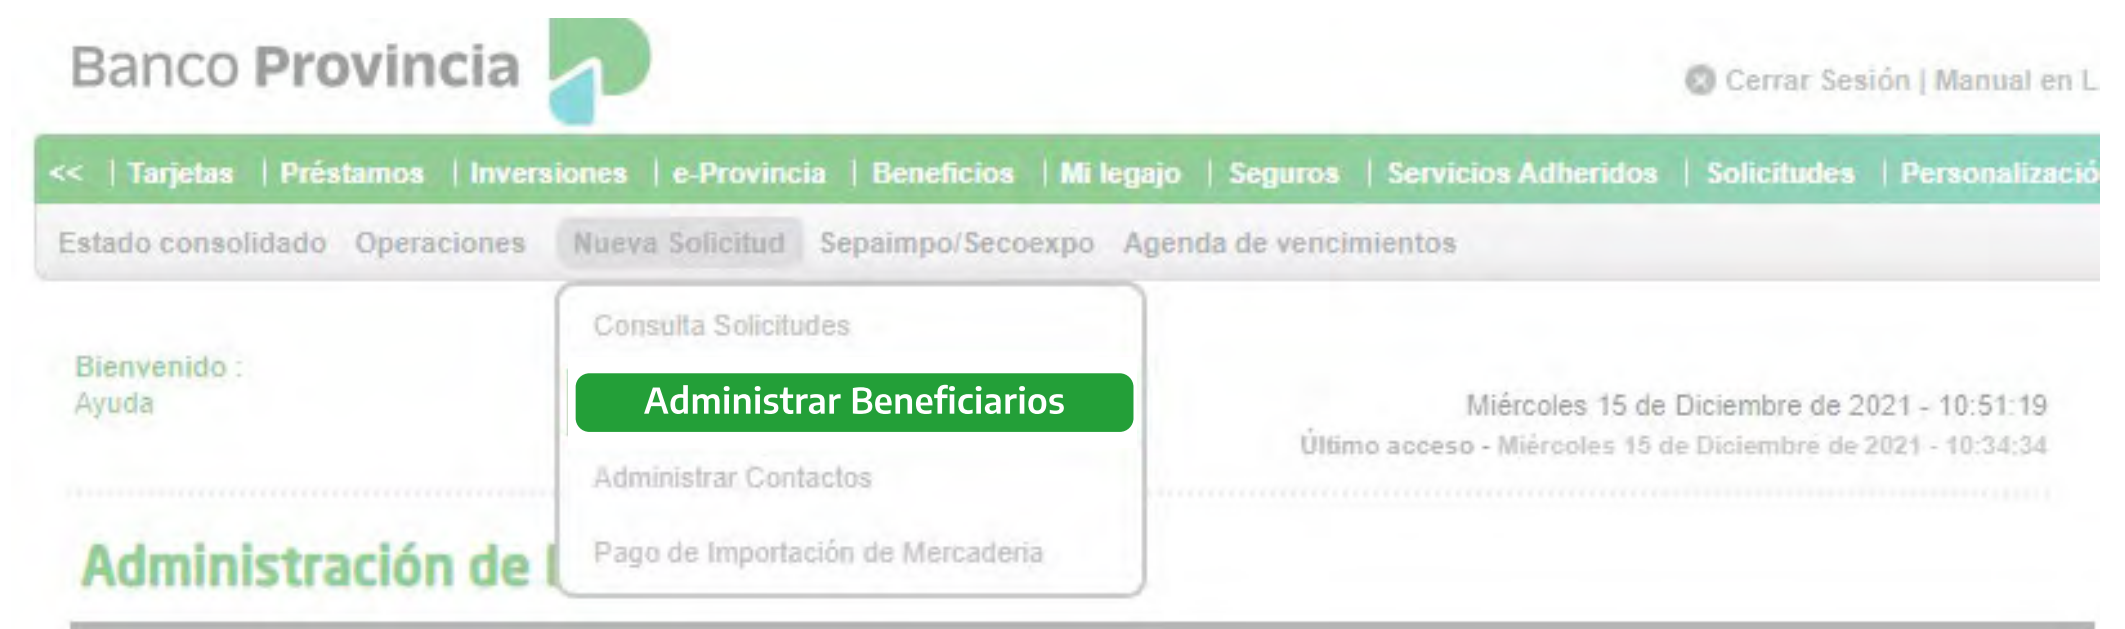 Banco Provincia
Cerrar Sesión | Manual en L
<< | Tarjetas | Préstamos | Inversiones | e-Provincia | Beneficios | Mi legajo | Seguros | Servicios Adheridos | Solicitudes | Personalizació
Estado consolidado Operaciones Nueva Solicitud Sepaimpo/Secoexpo Agenda de vencimientos
Consulta Solicitudes
Administrar Beneficiarios
Administrar Contactos
Pago de Importación de Mercaderia
Bienvenido :
Ayuda
Miércoles 15 de Diciembre de 2021 - 10:51:19
Último acceso - Miércoles 15 de Diciembre de 2021 - 10:34:34
Administración de